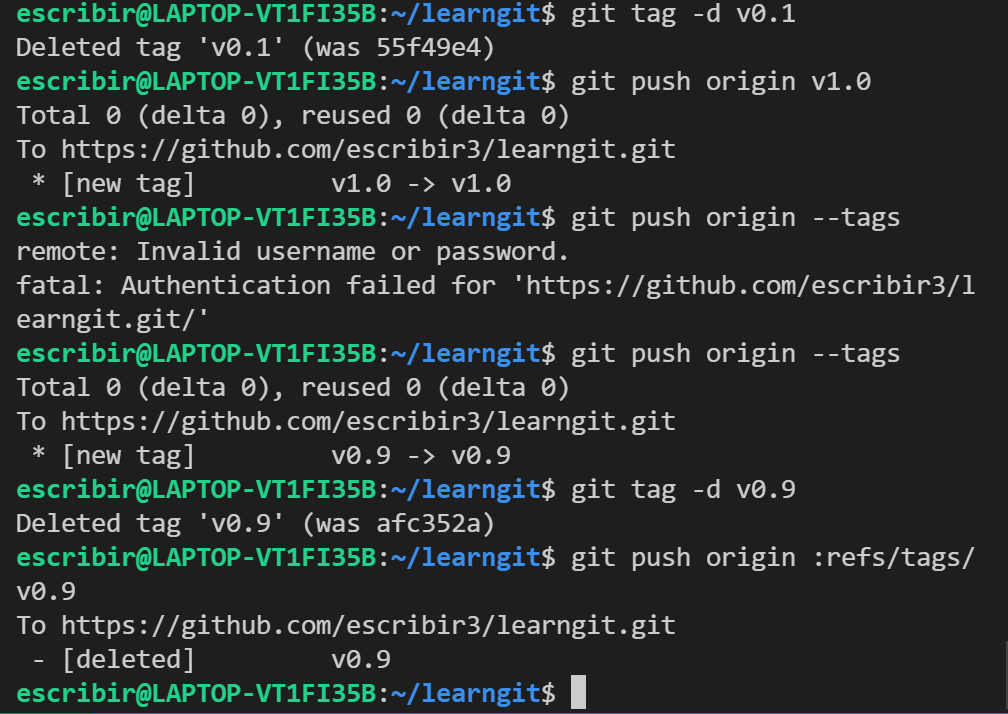 escribir@LAPTOP-VT1FI35B:~/learngit$ git tag -d v0.1
Deleted tag 'v0.1' (was 55f49e4)
escribir@LAPTOP-VT1FI35B:~/learngit$ git push origin v1.0
Total 0 (delta 0), reused 0 (delta 0)
To https://github.com/escribir3/learngit.git
 * [new tag]         v1.0 -> v1.0
escribir@LAPTOP-VT1FI35B:~/learngit$ git push origin --tags
remote: Invalid username or password.
fatal: Authentication failed for 'https://github.com/escribir3/l
earngit.git/'
escribir@LAPTOP-VT1FI35B:~/learngit$ git push origin --tags
Total 0 (delta 0), reused 0 (delta 0)
To https://github.com/escribir3/learngit.git
 * [new tag]         v0.9 -> v0.9
escribir@LAPTOP-VT1FI35B:~/learngit$ git tag -d v0.9
Deleted tag 'v0.9' (was afc352a)
escribir@LAPTOP-VT1FI35B:~/learngit$ git push origin :refs/tags/
v0.9
To https://github.com/escribir3/learngit.git
 - [deleted]         v0.9
escribir@LAPTOP-VT1FI35B:~/learngit$